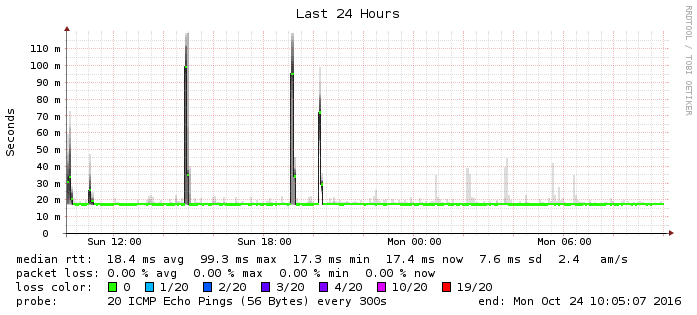 Last 24 Hours
RRDTOOL / TOBI OETIKER
Seconds
110 m
100 m
90 m
80 m
70 m
60 m
50 m
40 m
30 m
20 m
10 m
0
Sun 12:00 Sun 18:00 Mon 00:00 Mon 06:00
median rtt: 18.4 ms avg 99.3 ms max 17.3 ms min 17.4 ms now 7.6 ms sd 2.4 am/s
packet loss: 0.00 % avg 0.00 % max 0.00 % min 0.00 % now
loss color: 0 1/20 2/20 3/20 4/20 10/20 19/20
probe: 20 ICMP Echo Pings (56 Bytes) every 300s end: Mon Oct 24 10:05:07 2016